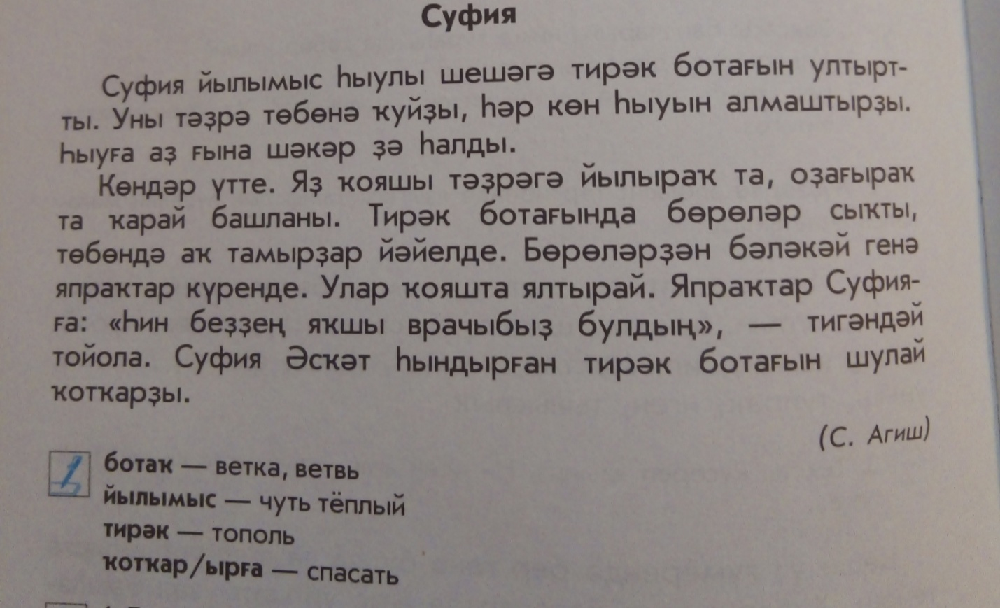 Суфия
Суфия йылымыс һыулы шешәгә тирәк ботағын ултырт-
ты. Уны тәҙрә төбөнә ҡуйҙы, һәр көн һыуын алмаштырҙы.
Һыуға аҙ ғына шәкәр ҙә һалды.
Көндәр үтте. Яҙ ҡояшы тәҙрәгә йылыраҡ та, оҙағыраҡ
та ҡарай башланы. Тирәк ботағында бөрөләр сыҡты,
төбөндә аҡ тамырҙар йәйелде. Бөрөләрҙән бәләкәй генә
япраҡтар күренде. Улар ҡояшта ялтырай. Япраҡтар Суфия-
ға: «Һин беҙҙең яҡшы врачыбыҙ булдың», — тигәндәй
тойола. Суфия Әсҡәт һындырған тирәк ботағын шулай
ҡотҡарҙы.
(С. Агиш)
1
ботаҡ — ветка, ветвь
йылымыс — чуть тёплый
тирәк — тополь
ҡотҡар/ырға — спасать